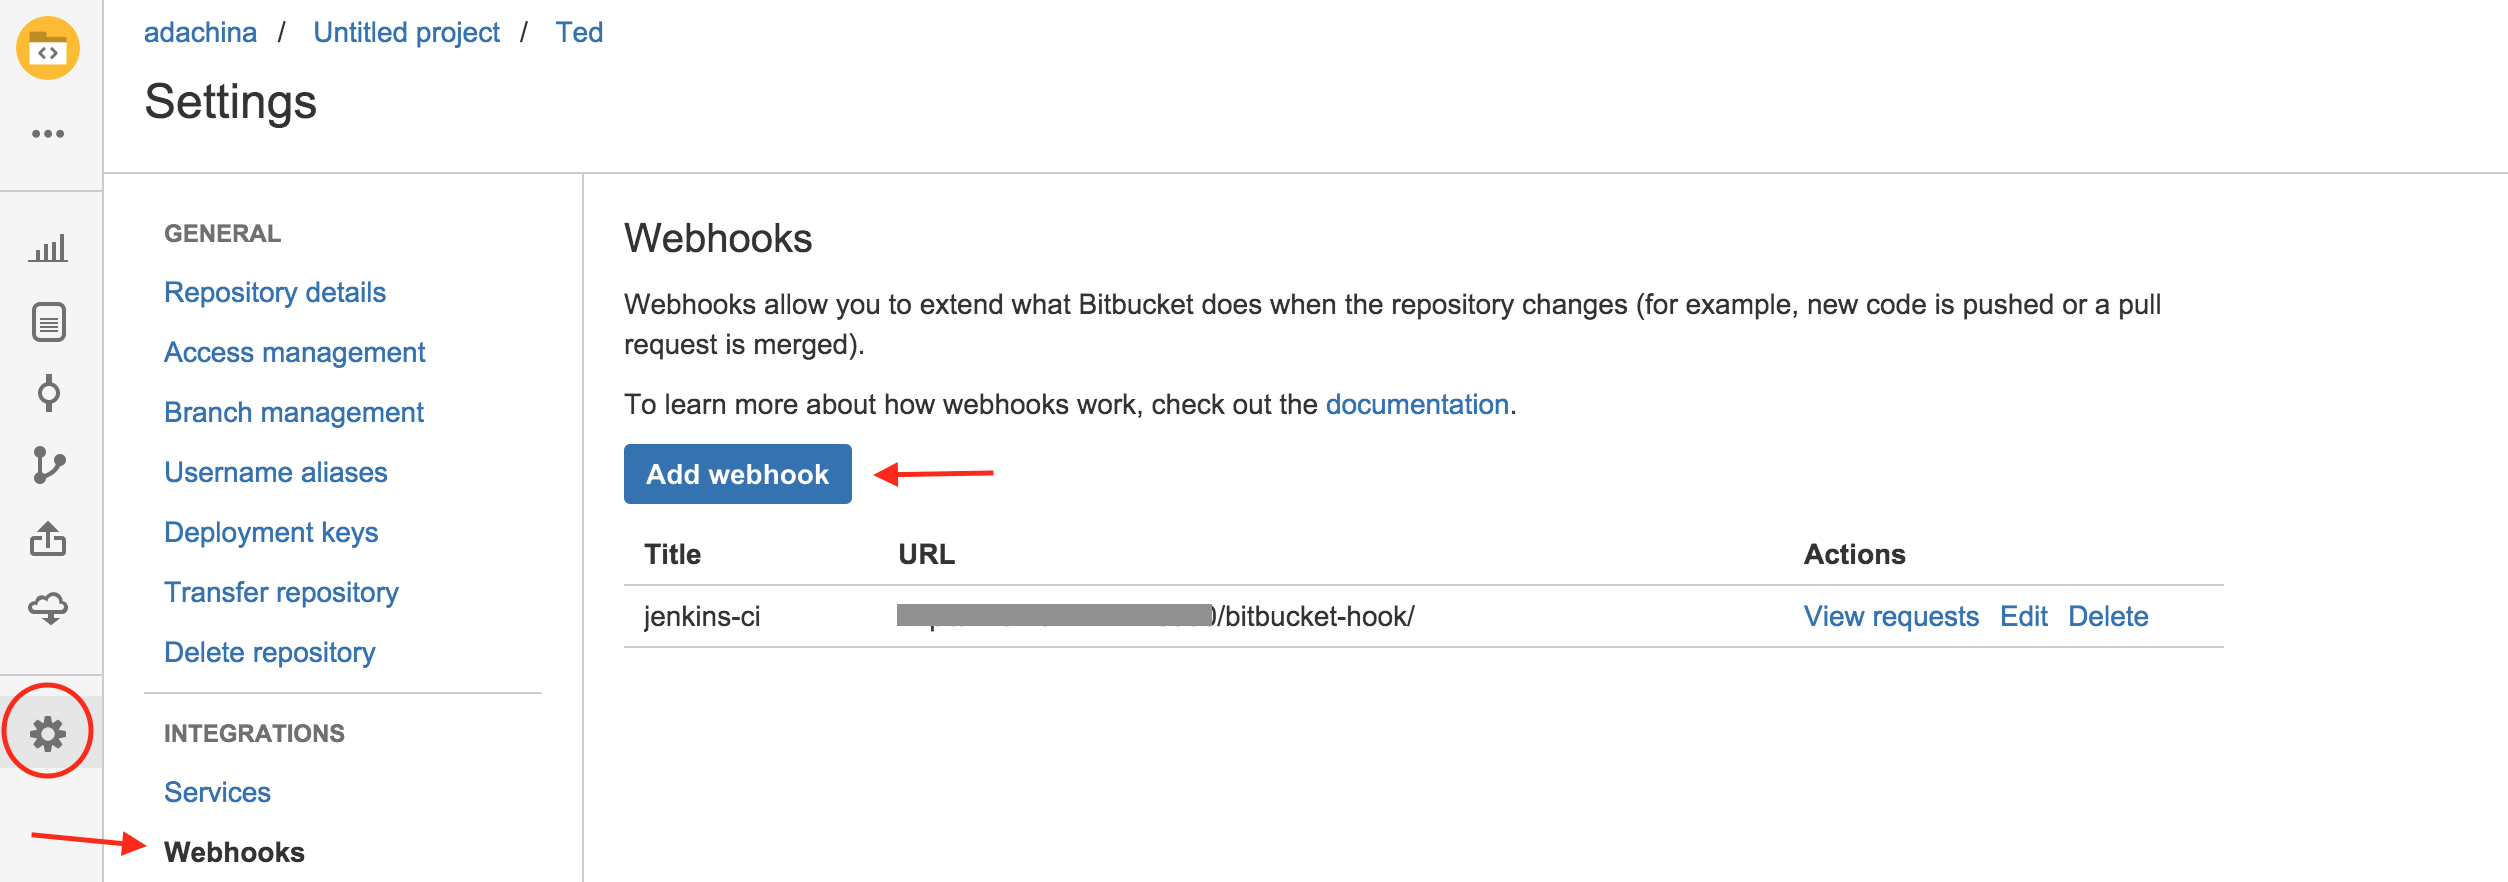 adachina / Untitled project / Ted
Settings
GENERAL
Repository details
Access management
Branch management
Username aliases
Deployment keys
Transfer repository
Delete repository
INTEGRATIONS
Services
Webhooks
Webhooks
Webhooks allow you to extend what Bitbucket does when the repository changes (for example, new code is pushed or a pull
request is merged).
To learn more about how webhooks work, check out the documentation.
Add webhook
Title URL Actions
jenkins-ci /bitbucket-hook/ View requests Edit Delete